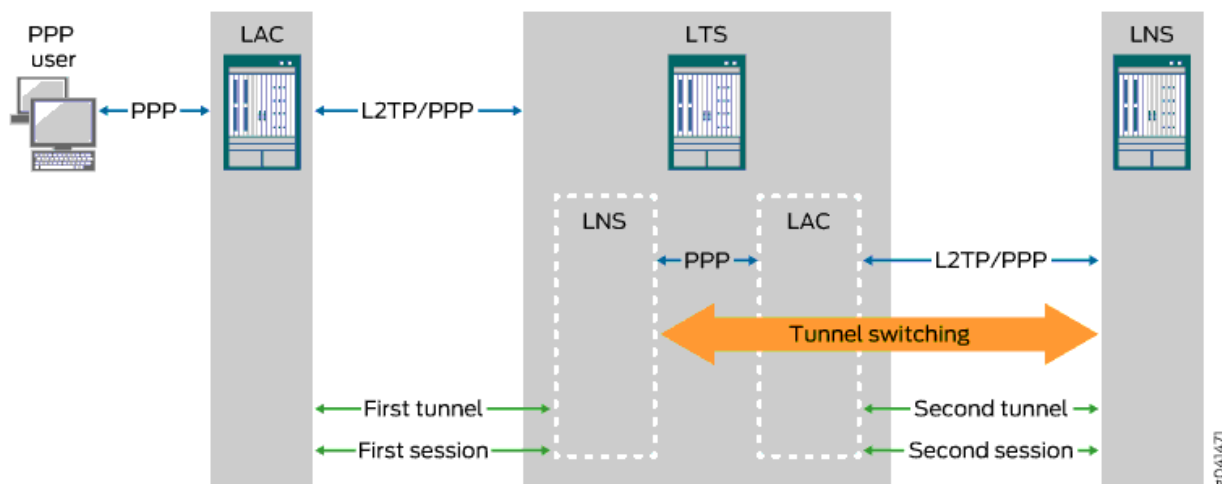 PPP
user
LAC
LTS
LNS
PPP
L2TP/PPP
LNS
LAC
PPP
L2TP/PPP
Tunnel switching
First tunnel
Second tunnel
First session
Second session
g041471